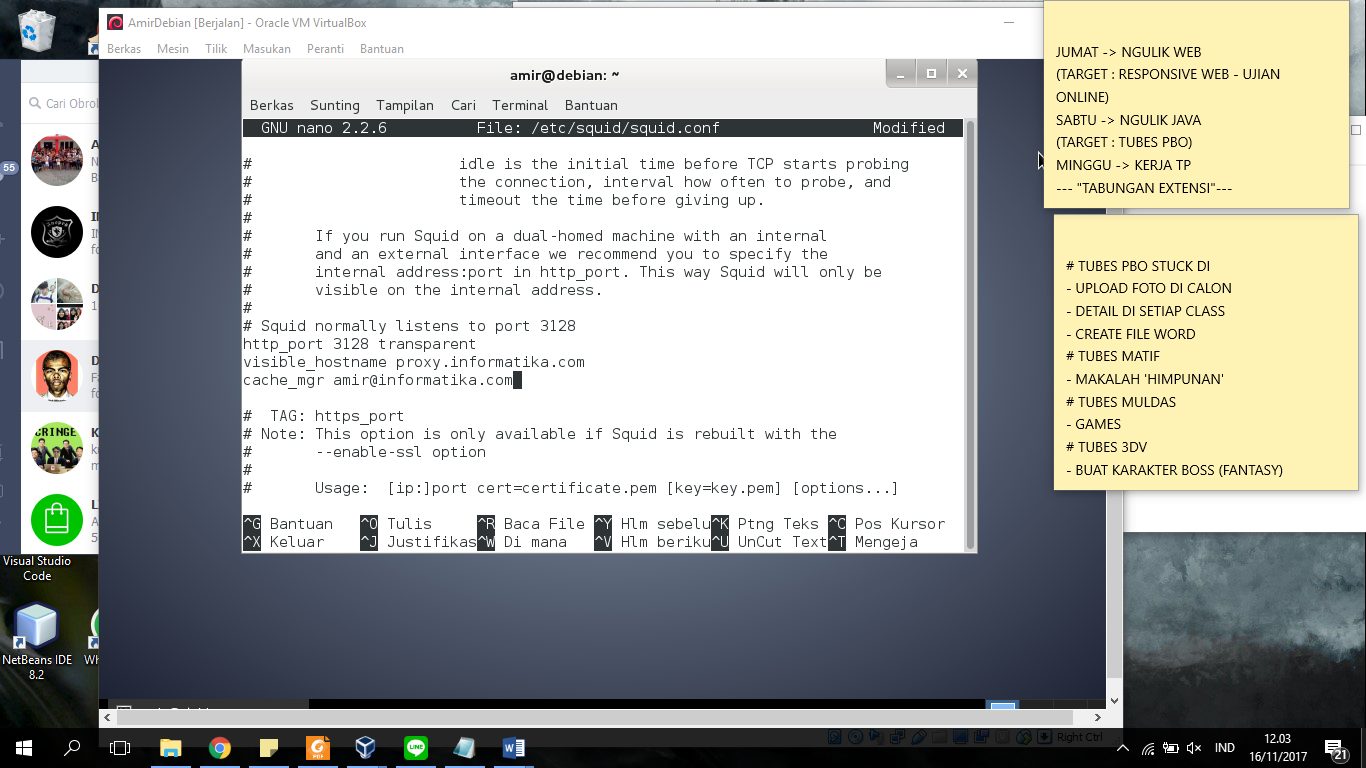 AmirDebian [Berjalan] - Oracle VM VirtualBox
Berkas Mesin Tilik Masukan Peranti Bantuan
amir@debian: ~
Berkas Sunting Tampilan Cari Terminal Bantuan
GNU nano 2.2.6 File: /etc/squid/squid.conf Modified
# idle is the initial time before TCP starts probing
# the connection, interval how often to probe, and
# timeout the time before giving up.
#
# If you run Squid on a dual-homed machine with an internal
# and an external interface we recommend you to specify the
# internal address:port in http_port. This way Squid will only be
# visible on the internal address.
#
# Squid normally listens to port 3128
http_port 3128 transparent
visible_hostname proxy.informatika.com
cache_mgr amir@informatika.com
# TAG: https_port
# Note: This option is only available if Squid is rebuilt with the
# --enable-ssl option
#
# Usage: [ip:]port cert=certificate.pem [key=key.pem] [options...]
^G Bantuan ^O Tulis ^R Baca File ^Y Hlm sebelu ^K Ptng Teks ^C Pos Kursor
^X Keluar ^J Justifikas ^W Di mana ^V Hlm beriku ^U UnCut Text ^T Mengeja
JUMAT -> NGULIK WEB
(TARGET : RESPONSIVE WEB - UJIAN
ONLINE)
SABTU -> NGULIK JAVA
(TARGET : TUBES PBO)
MINGGU -> KERJA TP
--- "TABUNGAN EXTENSI"---
# TUBES PBO STUCK DI
- UPLOAD FOTO DI CALON
- DETAIL DI SETIAP CLASS
- CREATE FILE WORD
# TUBES MATIF
- MAKALAH 'HIMPUNAN'
# TUBES MULDAS
- GAMES
# TUBES 3DV
- BUAT KARAKTER BOSS (FANTASY)
Cari Obrol
55
CRINGE
Visual Studio
Code
NetBeans IDE
8.2
Right Ctrl
IND
12.03
16/11/2017
21